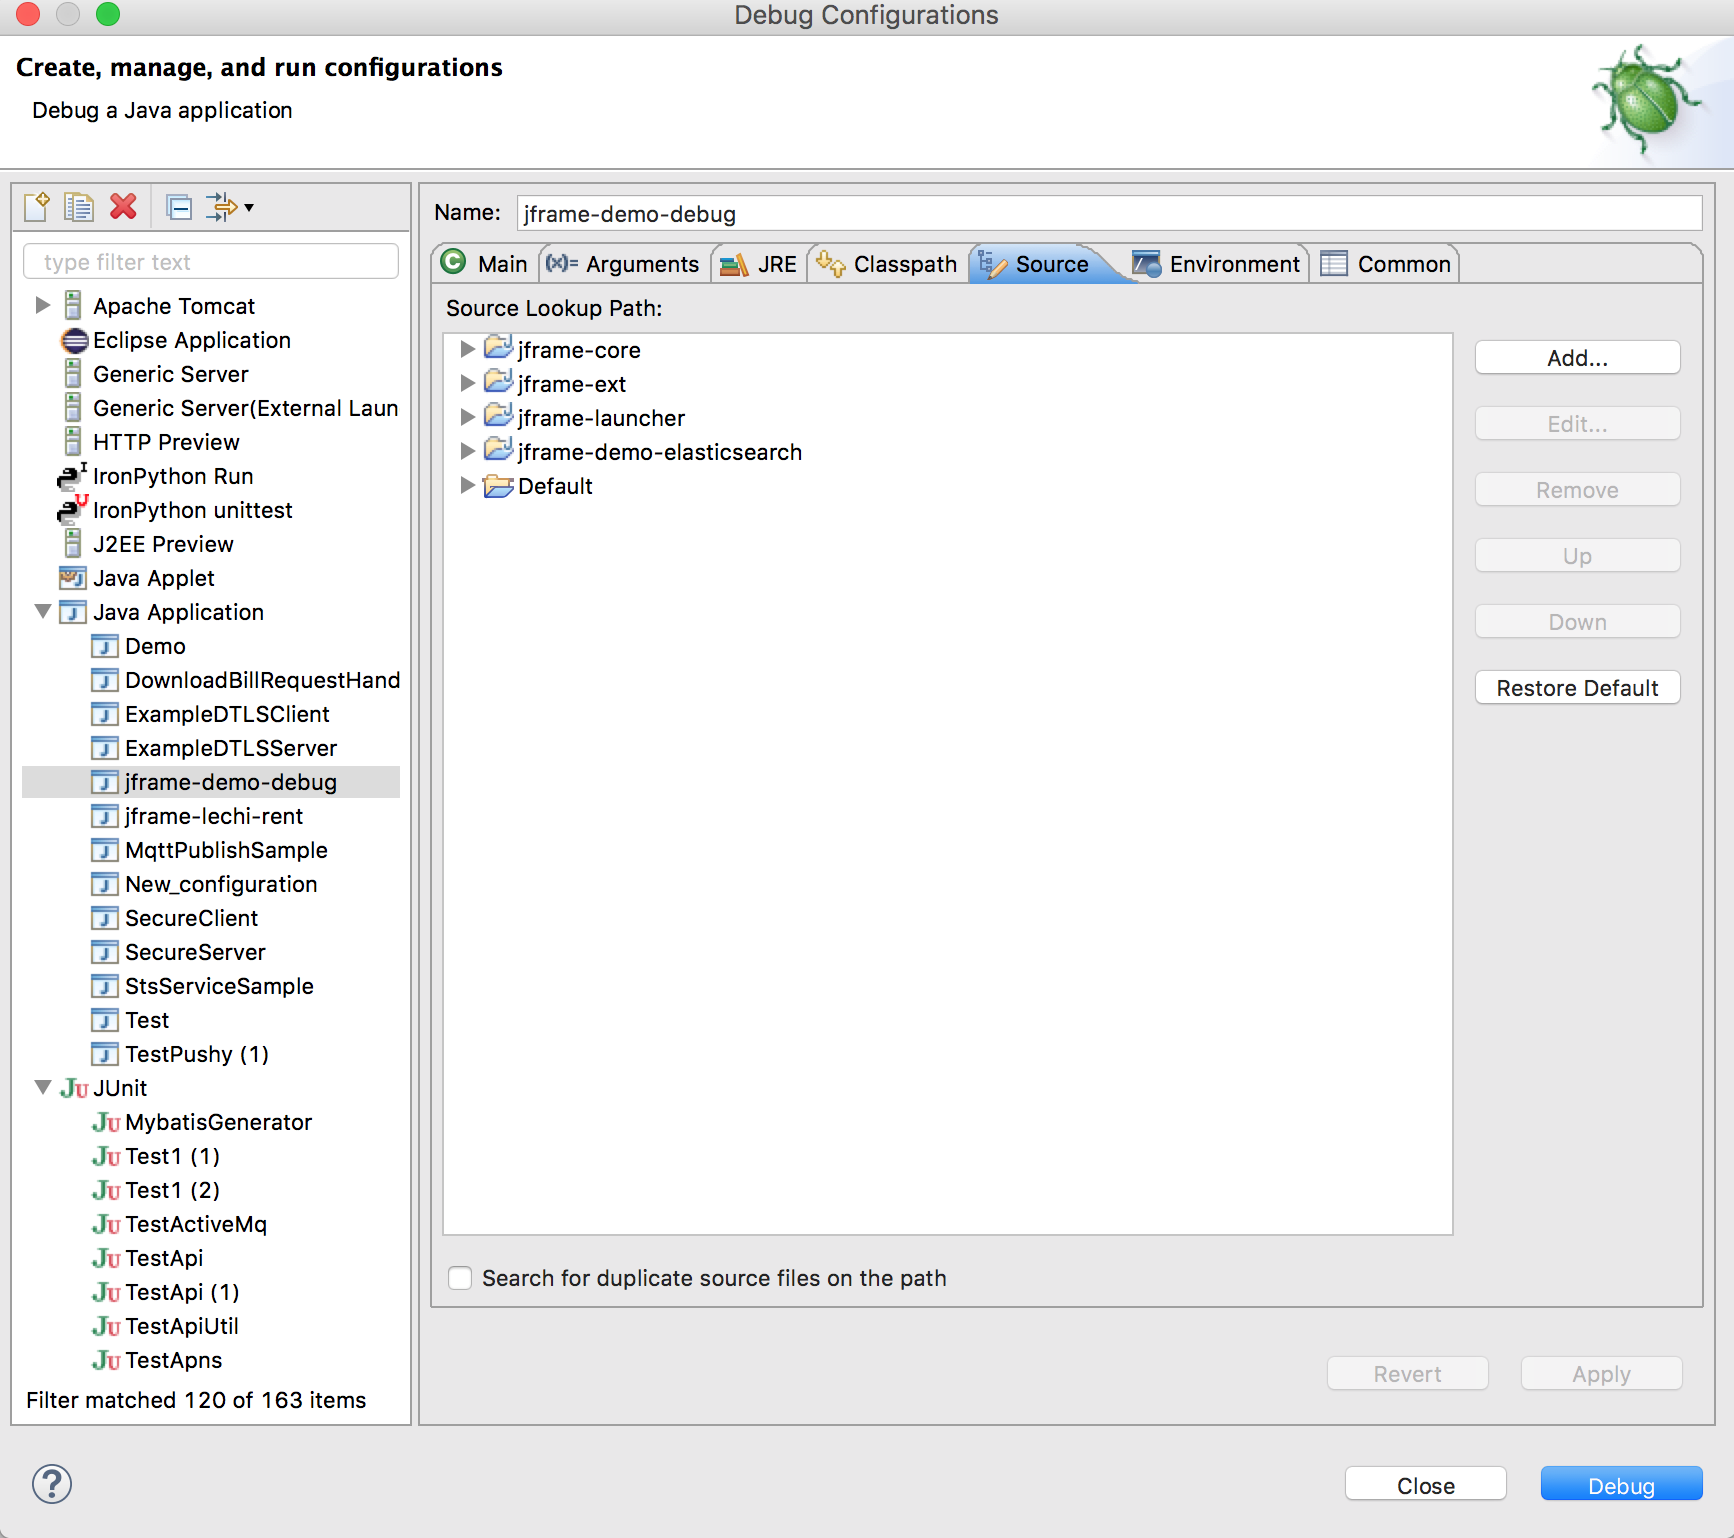 Debug Configurations
Create, manage, and run configurations
Debug a Java application
type filter text
Apache Tomcat
Eclipse Application
Generic Server
Generic Server(External Laun
HTTP Preview
IronPython Run
IronPython unittest
J2EE Preview
Java Applet
Java Application
Demo
DownloadBillRequestHand
ExampleDTLSClient
ExampleDTLSServer
jframe-demo-debug
jframe-lechi-rent
MqttPublishSample
New_configuration
SecureClient
SecureServer
StsServiceSample
Test
TestPushy (1)
JUnit
MybatisGenerator
Test1 (1)
Test1 (2)
TestActiveMq
TestApi
TestApi (1)
TestApiUtil
TestApns
Filter matched 120 of 163 items
Name: jframe-demo-debug
Main Arguments JRE Classpath Source Environment Common
Source Lookup Path:
jframe-core
jframe-ext
jframe-launcher
jframe-demo-elasticsearch
Default
Add...
Edit...
Remove
Up
Down
Restore Default
Search for duplicate source files on the path
Revert Apply
Close Debug